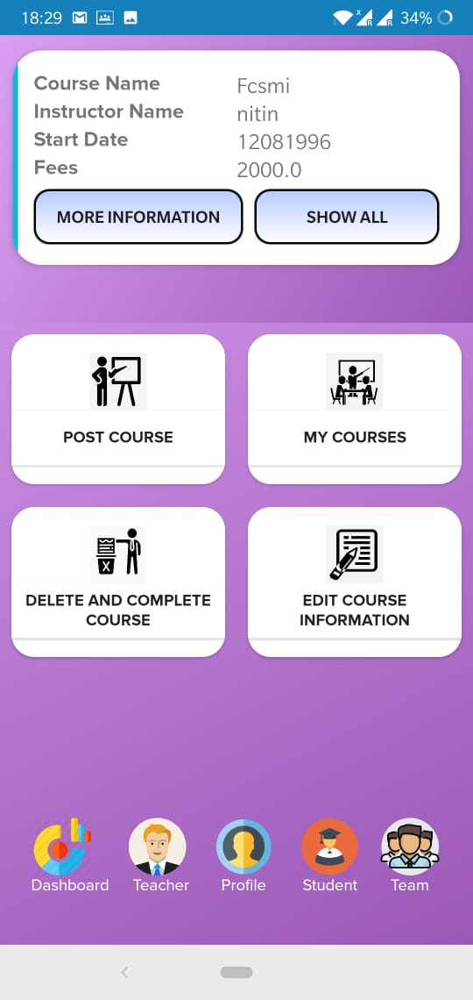 18:29 34%
Course Name Fcsmi
Instructor Name nitin
Start Date 12081996
Fees 2000.0
MORE INFORMATION SHOW ALL
POST COURSE MY COURSES
DELETE AND COMPLETE
COURSE
EDIT COURSE
INFORMATION
Dashboard Teacher Profile Student Team